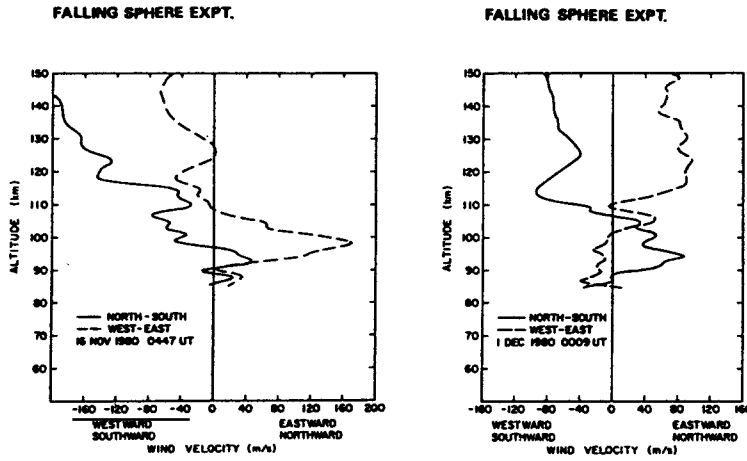 FALLING SPHERE EXPT.
150
140
130
120
110
100
90
80
70
60
ALTITUDE (km)
NORTH-SOUTH
WEST-EAST
16 NOV 1980 0447 UT
-160 -120 -80 -40 0 40 80 120 160 200
WESTWARD EASTWARD
SOUTHWARD NORTHWARD
WIND VELOCITY (m/s)
FALLING SPHERE EXPT.
150
140
130
120
110
100
90
80
70
60
ALTITUDE (km)
NORTH-SOUTH
WEST-EAST
1 DEC 1980 0009 UT
-160 -120 -80 -40 0 40 80 120 160
WESTWARD EASTWARD
SOUTHWARD NORTHWARD
WIND VELOCITY (m/s)